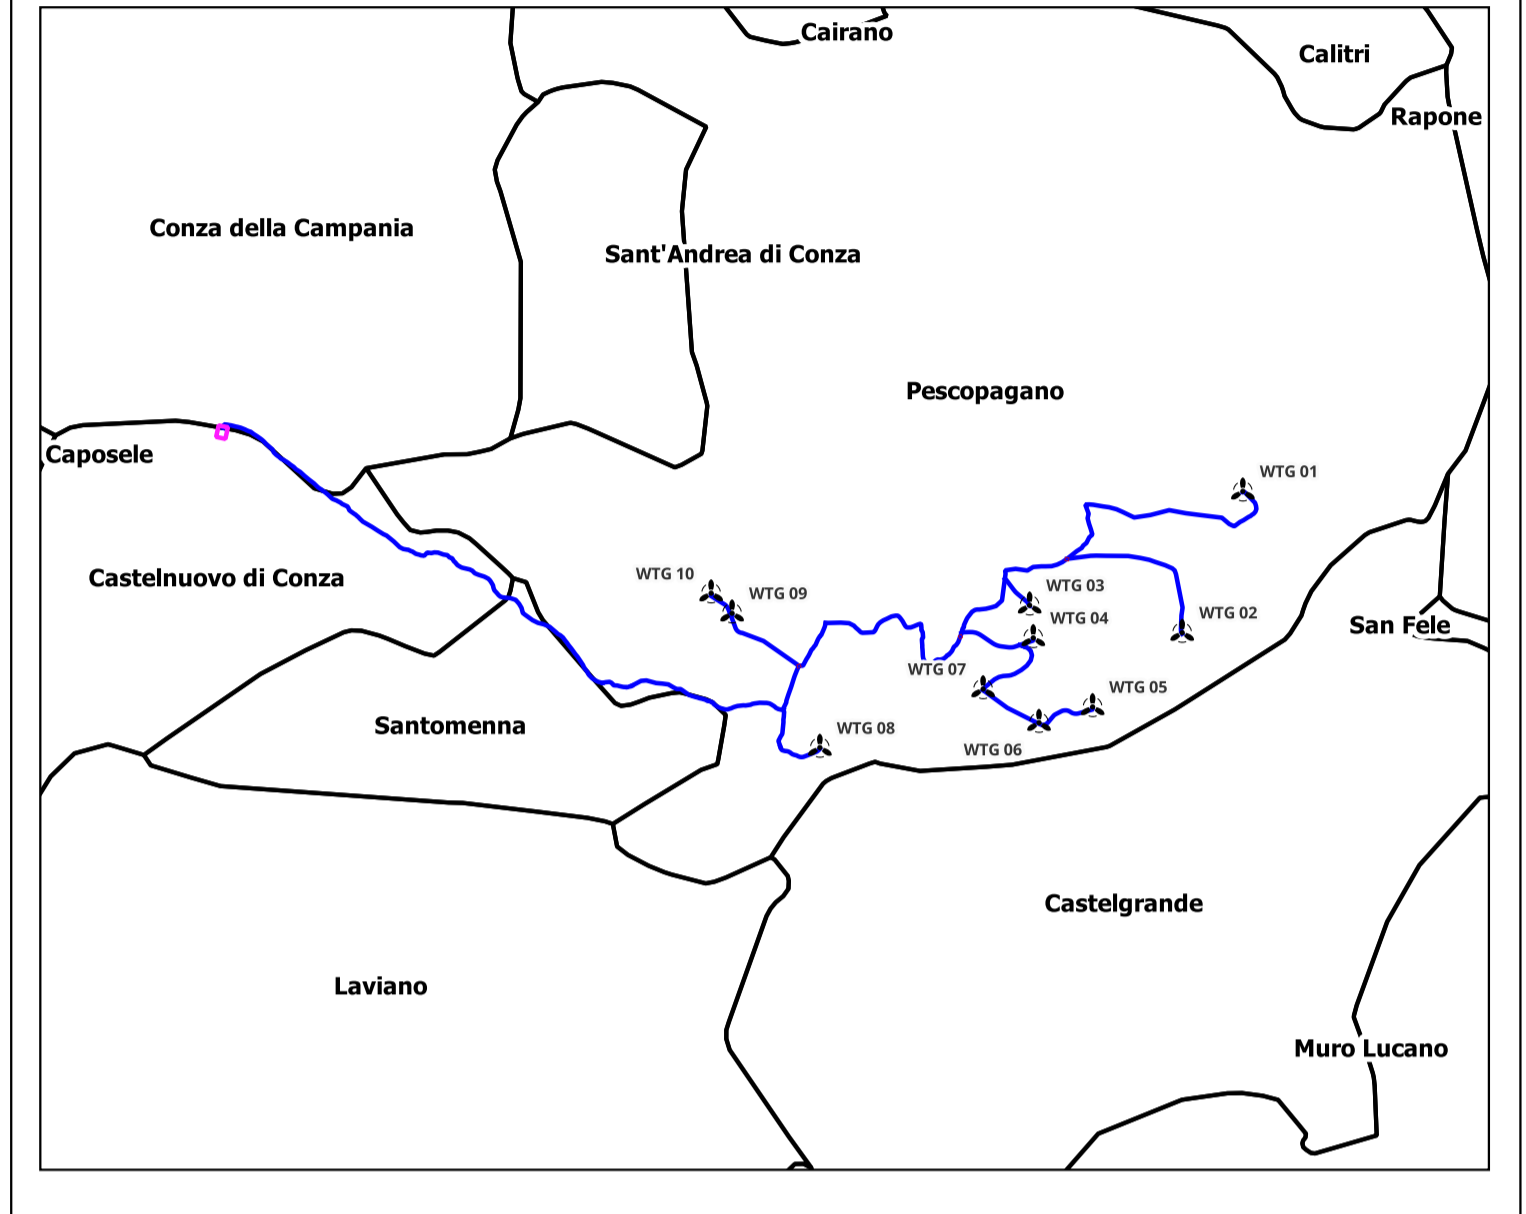 Cairano
Calitri
Rapone
Conza della Campania
Sant'Andrea di Conza
Pescopagano
Caposele
WTG 01
Castelnuovo di Conza
WTG 10
WTG 09
WTG 03
WTG 04
WTG 02
San Fele
WTG 07
WTG 05
Santomenna
WTG 08
WTG 06
Castelgrande
Laviano
Muro Lucano